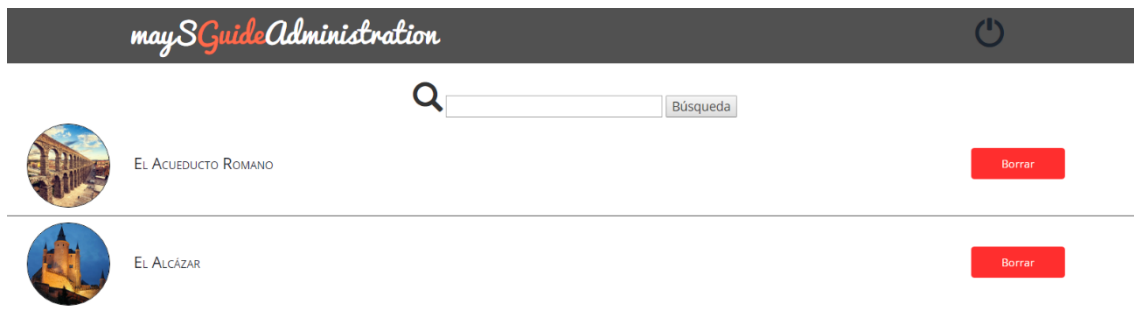 maySGuideAdministration
Búsqueda
El Acueducto Romano
Borrar
El Alcázar
Borrar